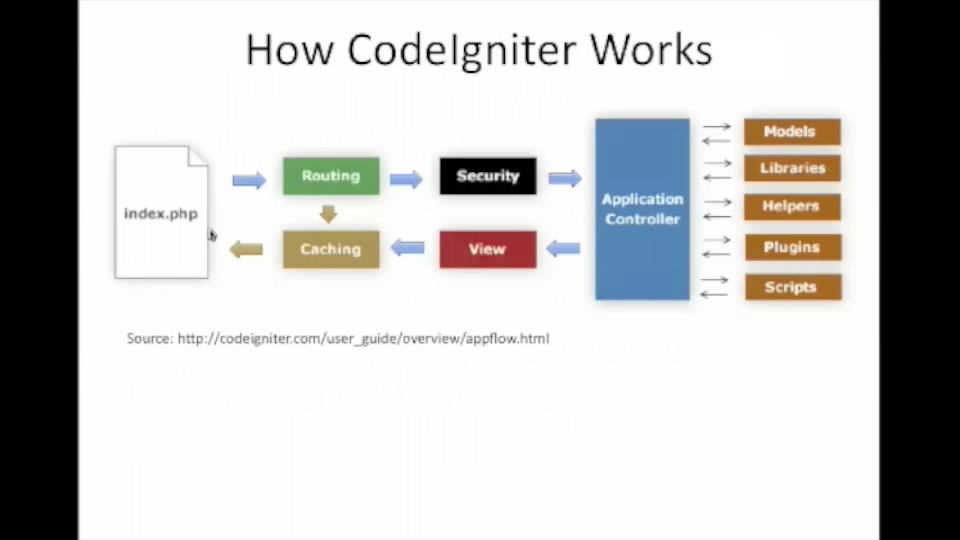 How CodeIgniter Works
index.php
Routing
Security
Caching
View
Application
Controller
Models
Libraries
Helpers
Plugins
Scripts
Source: http://codeigniter.com/user_guide/overview/appflow.html